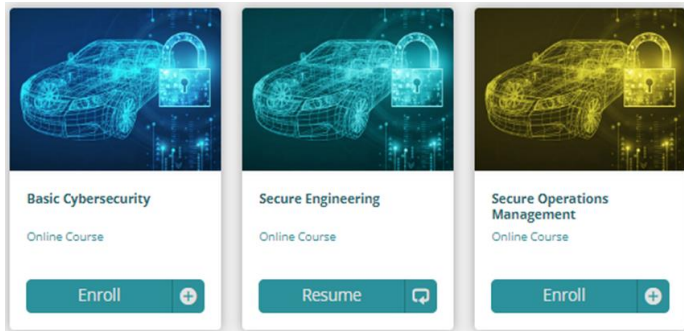 Basic Cybersecurity
Online Course
Enroll
Secure Engineering
Online Course
Resume
Secure Operations
Management
Online Course
Enroll